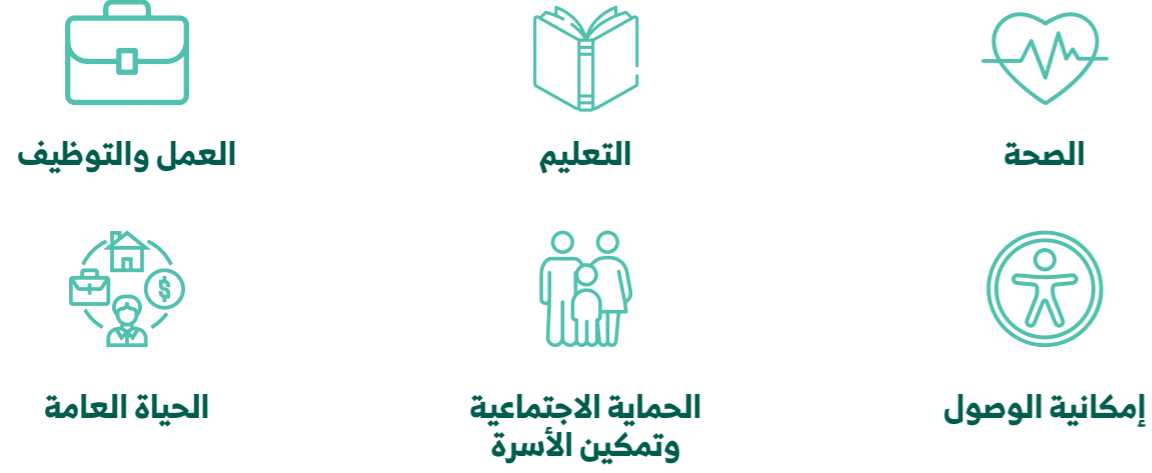 الصحة
التعليم
العمل والتوظيف
إمكانية الوصول
الحماية الاجتماعية
وتمكين الأسرة
الحياة العامة